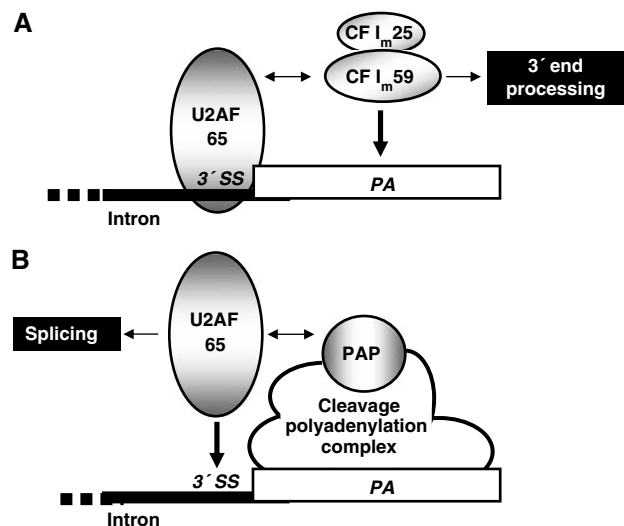 A
CF Im25
CF Im59
3´ end
processing
U2AF
65
3´ SS
PA
Intron
B
U2AF
65
Splicing
PAP
Cleavage
polyadenylation
complex
3´ SS
PA
Intron